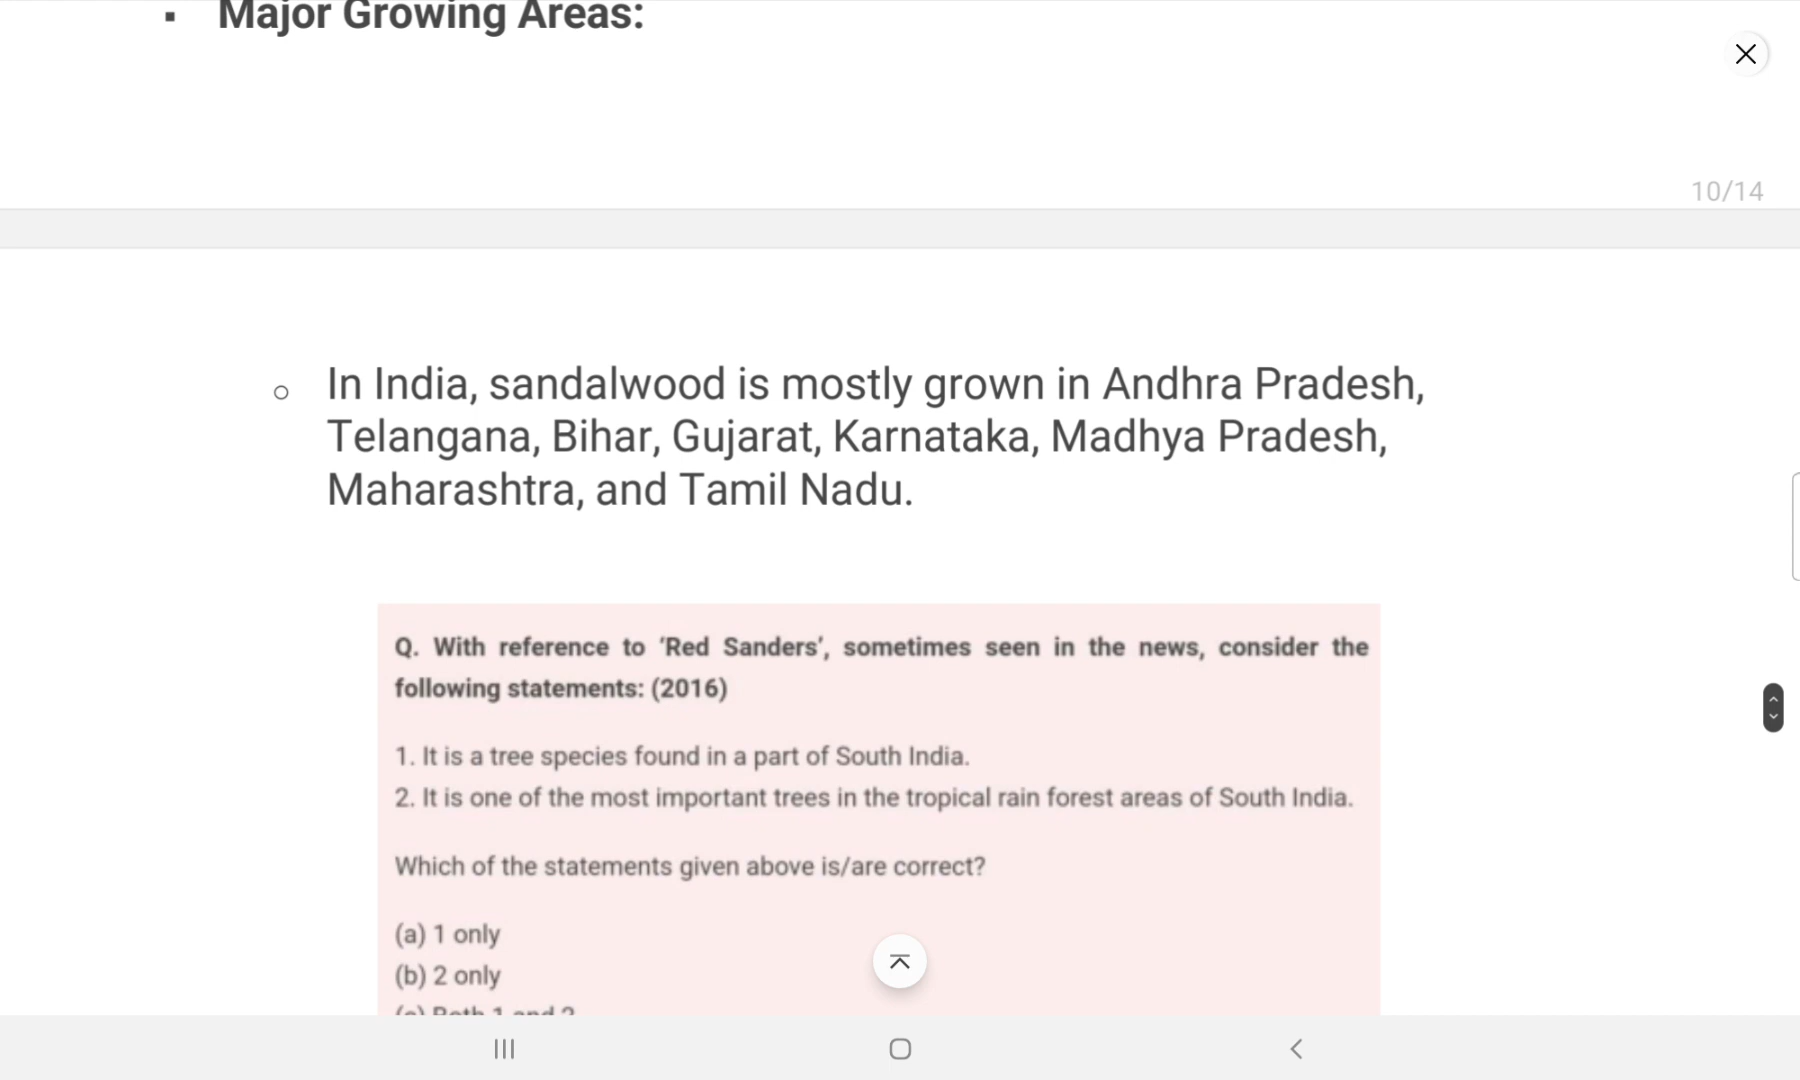 ▪ Major Growing Areas:
10/14
○ In India, sandalwood is mostly grown in Andhra Pradesh,
Telangana, Bihar, Gujarat, Karnataka, Madhya Pradesh,
Maharashtra, and Tamil Nadu.
Q. With reference to ‘Red Sanders’, sometimes seen in the news, consider the
following statements: (2016)
1. It is a tree species found in a part of South India.
2. It is one of the most important trees in the tropical rain forest areas of South India.
Which of the statements given above is/are correct?
(a) 1 only
(b) 2 only
(c) Both 1 and 2